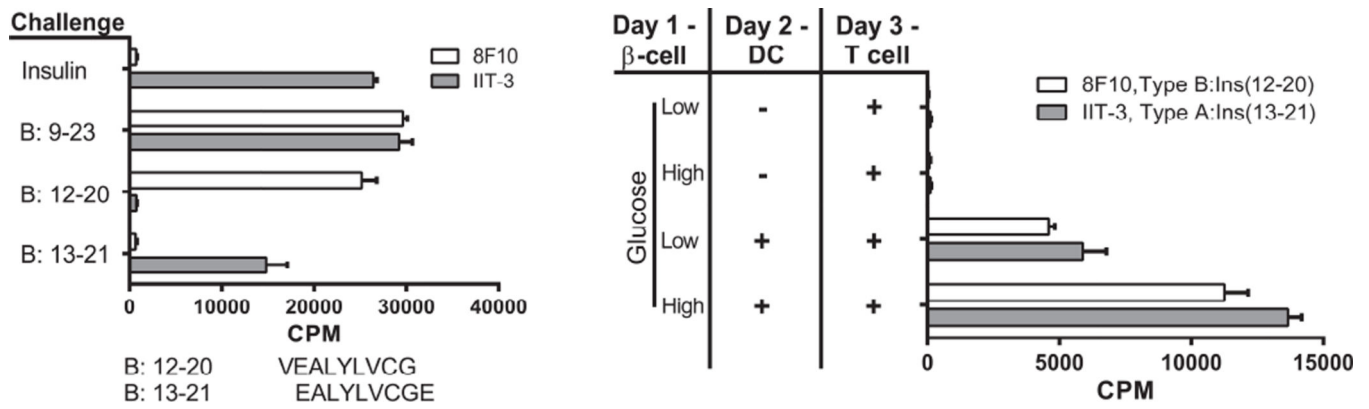 Challenge
Insulin
B: 9-23
B: 12-20
B: 13-21
8F10
IIT-3
0 10000 20000 30000 40000
CPM
B: 12-20 VEALYLVCG
B: 13-21 EALYLVCGE
Day 1 - Day 2 - Day 3 -
β-cell DC T cell
8F10,Type B:Ins(12-20)
IIT-3, Type A:Ins(13-21)
Glucose
Low - +
High - +
Low + +
High + +
0 5000 10000 15000
CPM